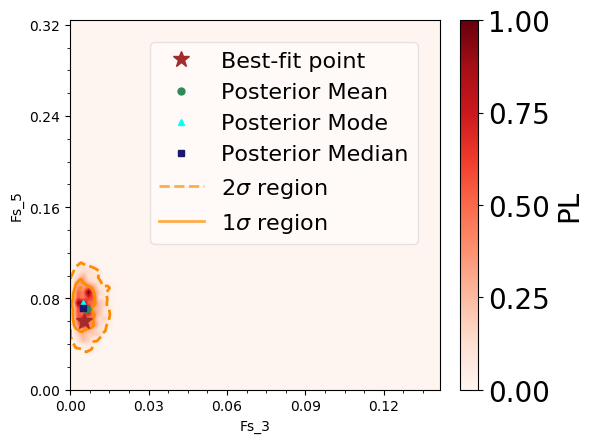 0.32
0.24
0.16
0.08
0.00
Fs_5
0.00
0.03
0.06
0.09
0.12
Fs_3
Best-fit point
Posterior Mean
Posterior Mode
Posterior Median
2σ region
1σ region
1.00
0.75
0.50
0.25
0.00
PL